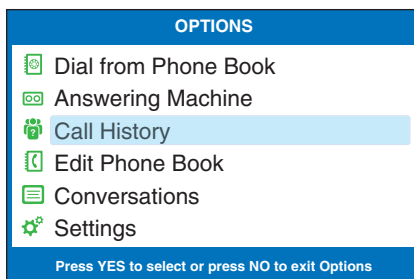 OPTIONS
Dial from Phone Book
Answering Machine
Call History
Edit Phone Book
Conversations
Settings
Press YES to select or press NO to exit Options